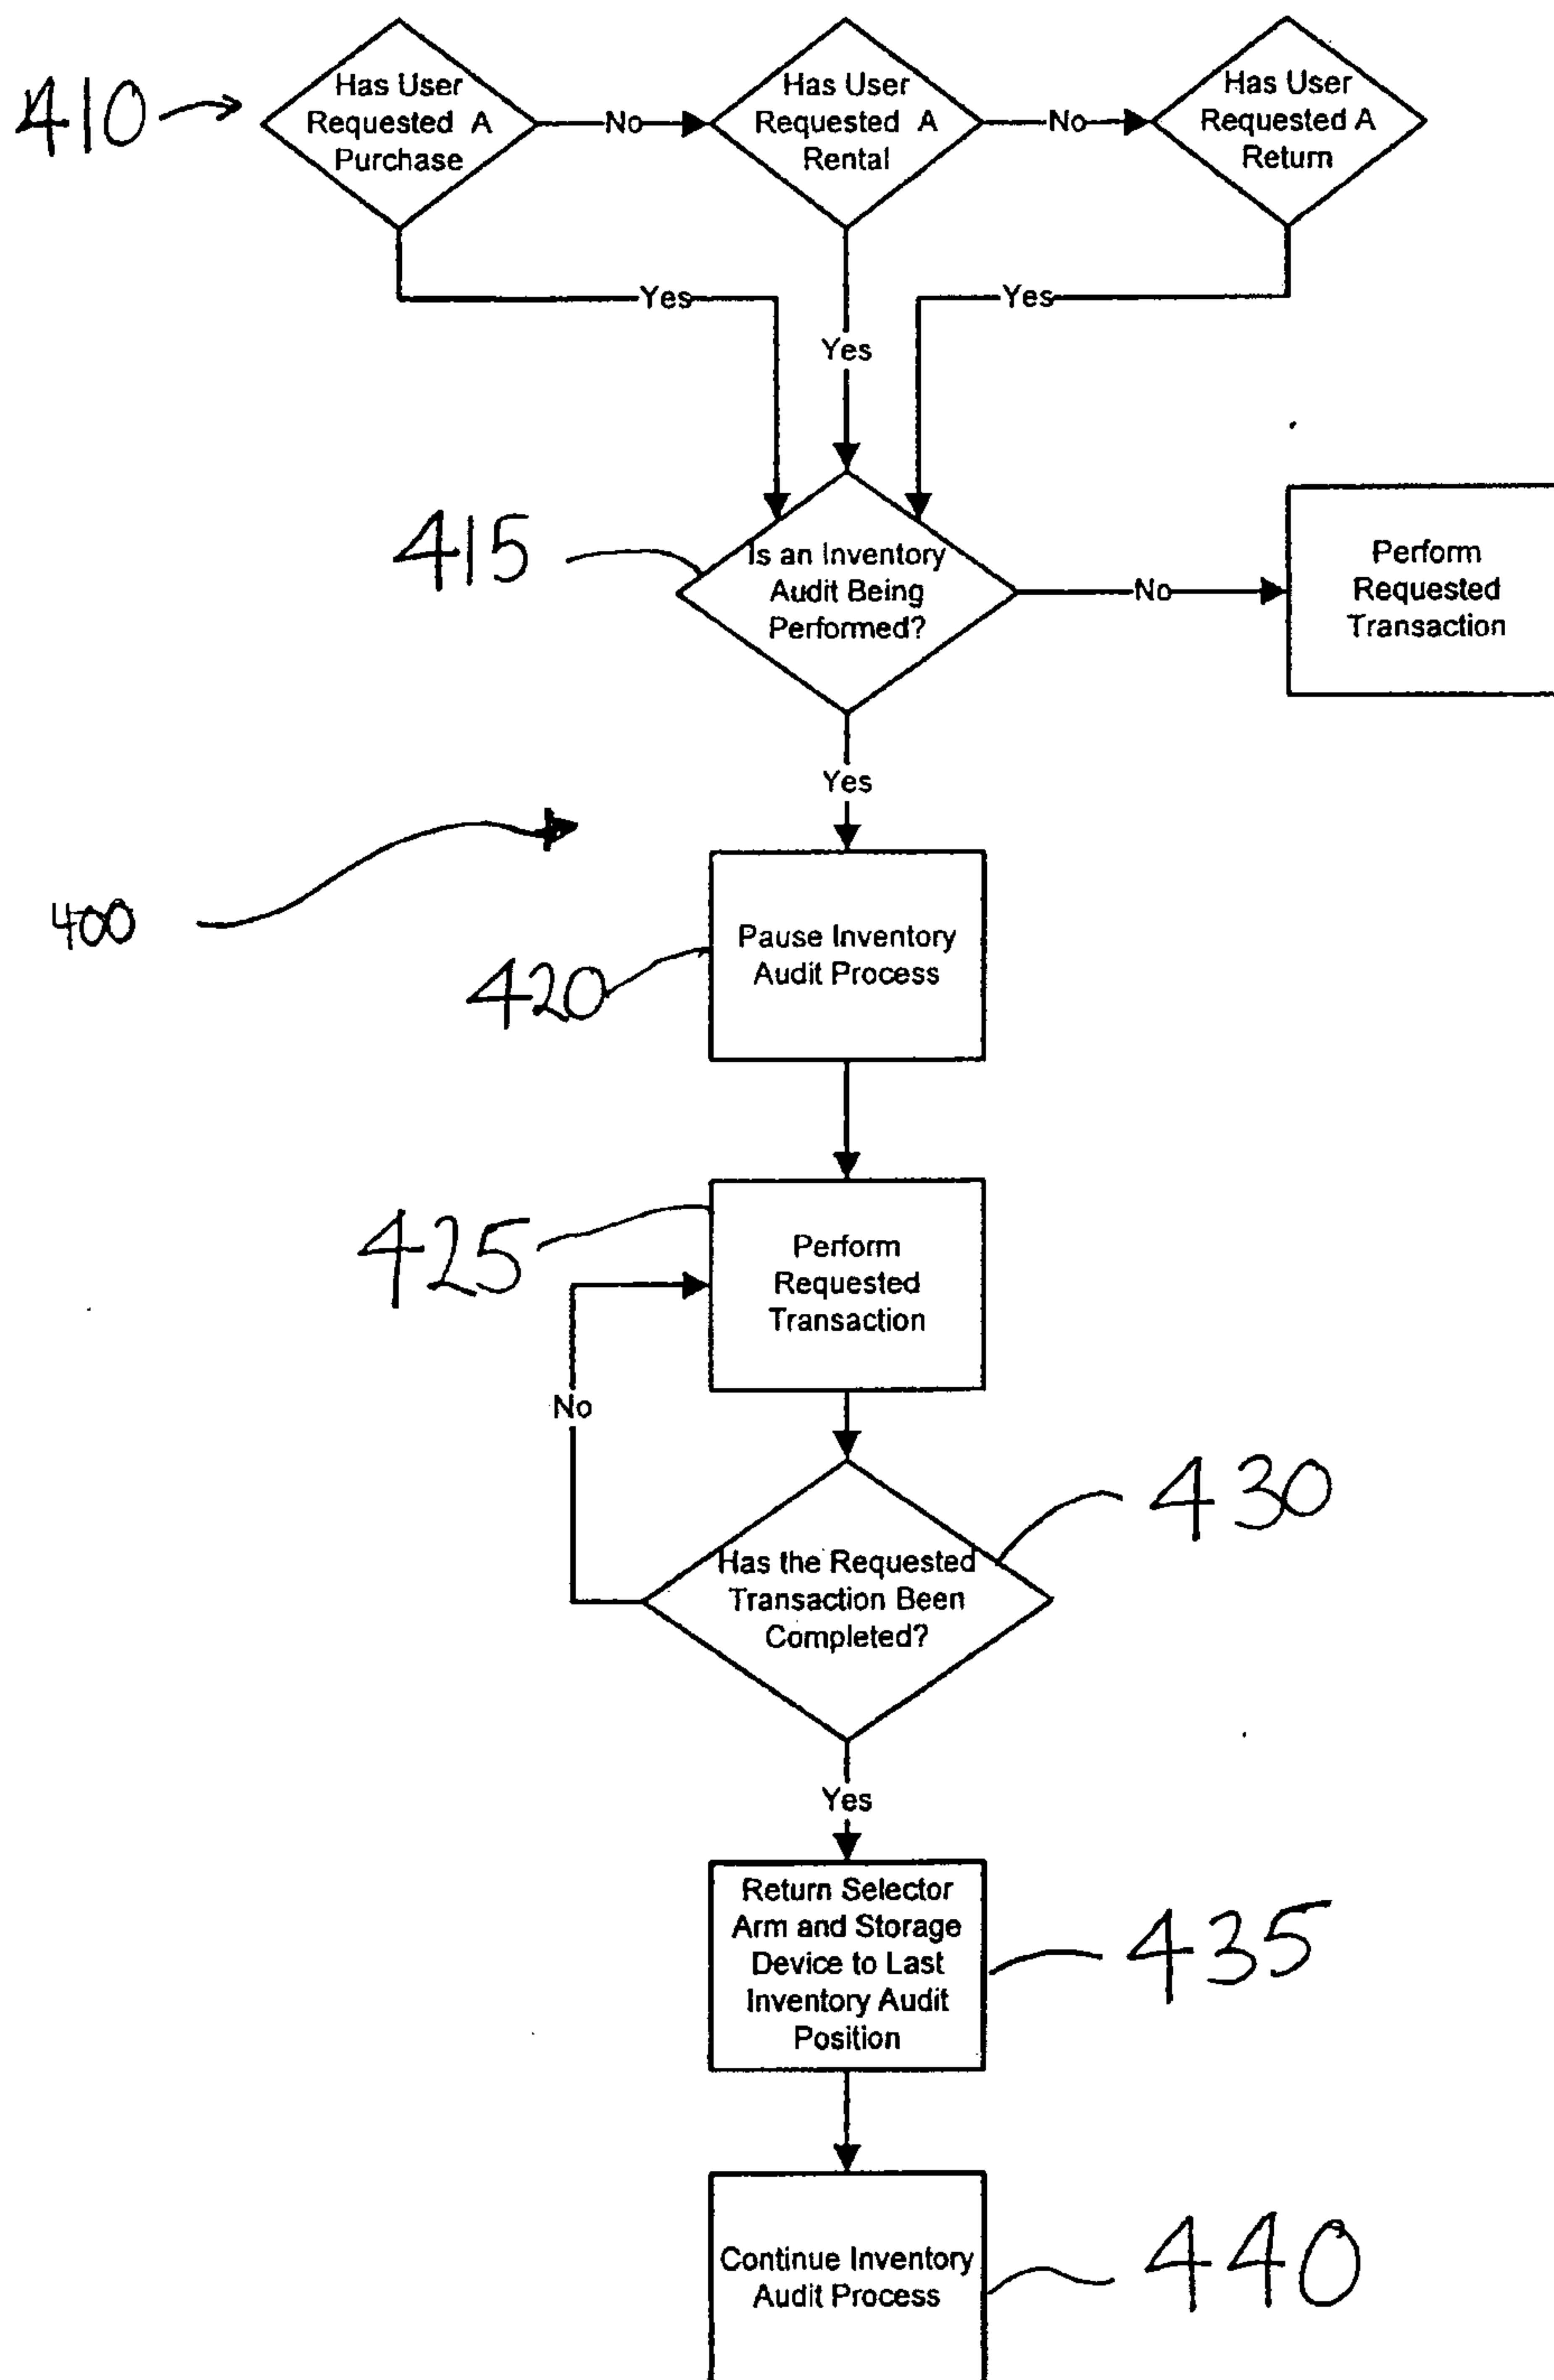 410
Has User
Requested A
Purchase
No
Has User
Requested A
Rental
No
Has User
Requested A
Return
Yes
Yes
Yes
415
Is an Inventory
Audit Being
Performed?
No
Perform
Requested
Transaction
Yes
400
Pause Inventory
Audit Process
420
425
Perform
Requested
Transaction
No
430
Has the Requested
Transaction Been
Completed?
Yes
Return Selector
Arm and Storage
Device to Last
Inventory Audit
Position
435
Continue Inventory
Audit Process
440